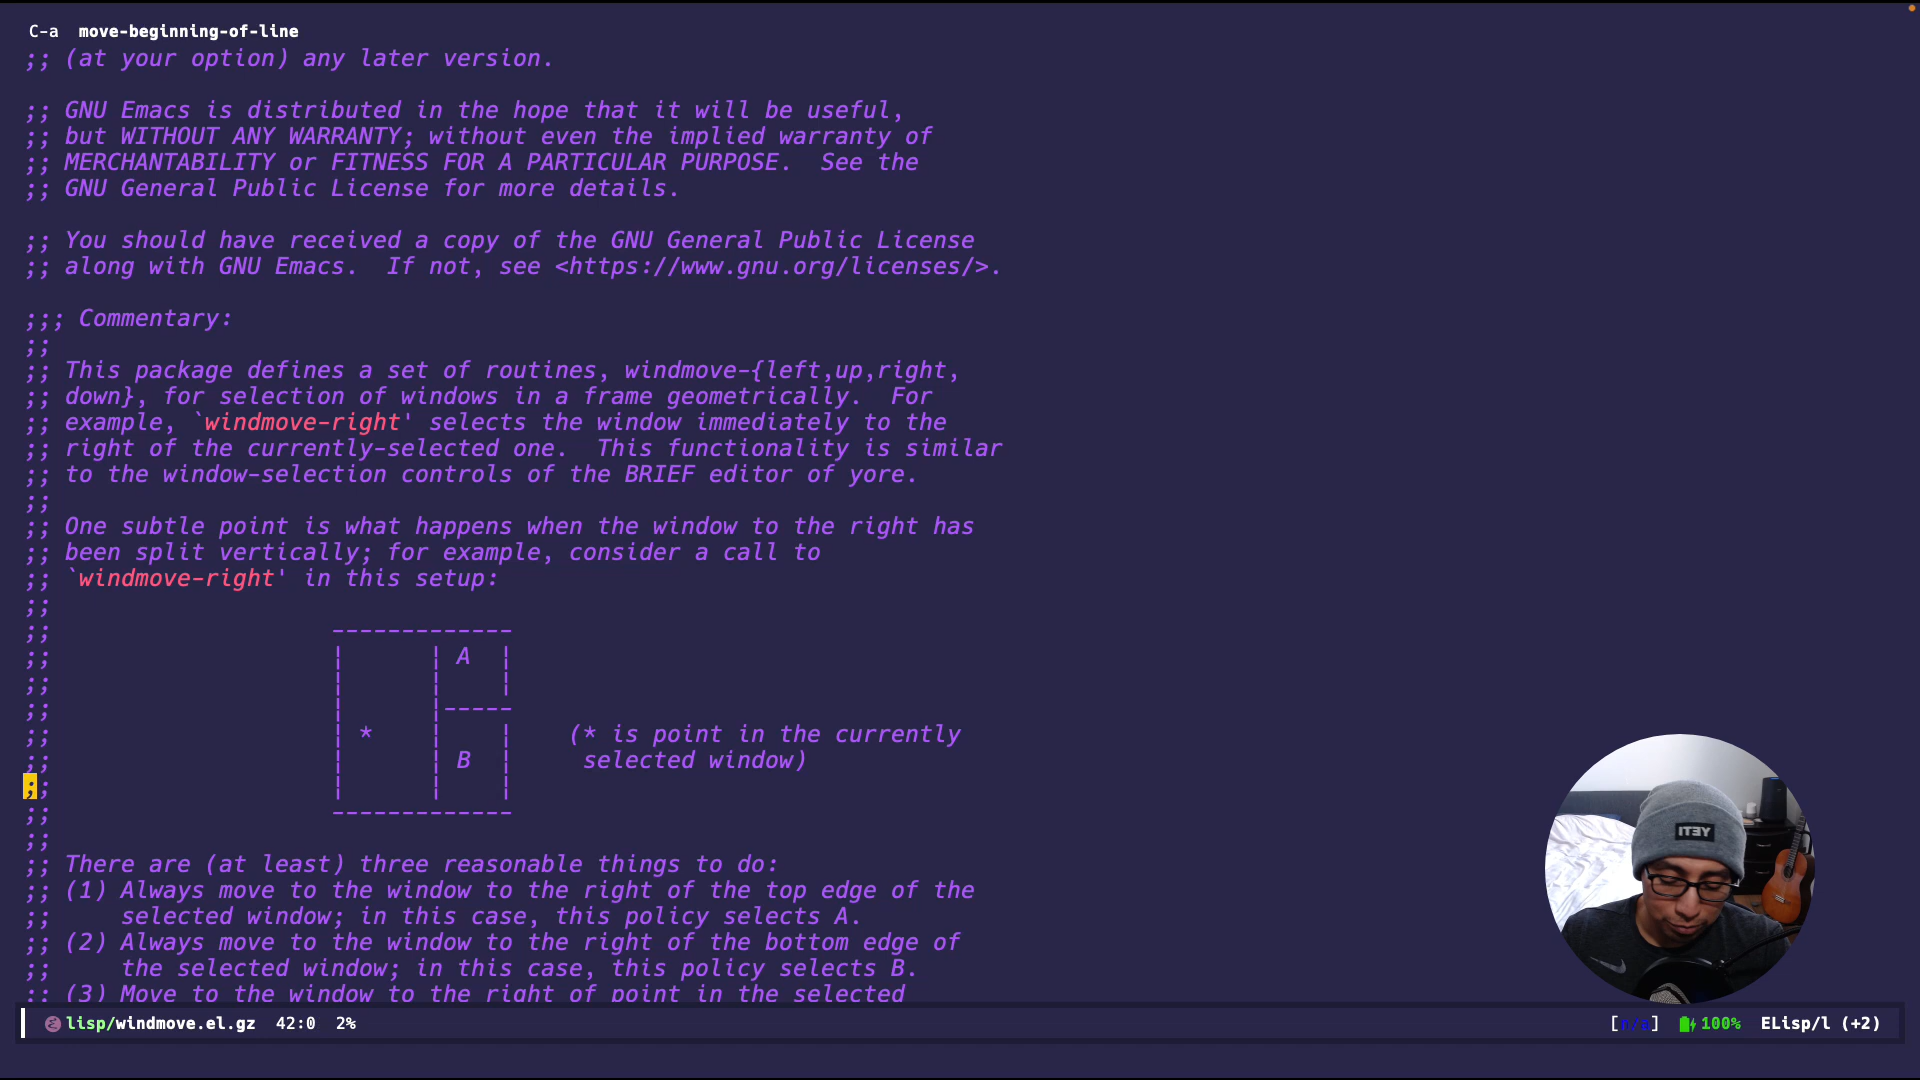 C-a move-beginning-of-line
;; (at your option) any later version.
;; GNU Emacs is distributed in the hope that it will be useful,
;; but WITHOUT ANY WARRANTY; without even the implied warranty of
;; MERCHANTABILITY or FITNESS FOR A PARTICULAR PURPOSE.  See the
;; GNU General Public License for more details.
;; You should have received a copy of the GNU General Public License
;; along with GNU Emacs.  If not, see <https://www.gnu.org/licenses/>.
;;; Commentary:
;;
;; This package defines a set of routines, windmove-{left,up,right,
;; down}, for selection of windows in a frame geometrically.  For
;; example, `windmove-right' selects the window immediately to the
;; right of the currently-selected one.  This functionality is similar
;; to the window-selection controls of the BRIEF editor of yore.
;;
;; One subtle point is what happens when the window to the right has
;; been split vertically; for example, consider a call to
;; `windmove-right' in this setup:
;;
;;                    -------------
;;                    |      | A  |
;;                    |      |    |
;;                    |      |-----
;;                    | *    |    |    (* is point in the currently
;;                    |      | B  |     selected window)
;;                    |      |    |
;;                    -------------
;;
;; There are (at least) three reasonable things to do:
;; (1) Always move to the window to the right of the top edge of the
;;     selected window; in this case, this policy selects A.
;; (2) Always move to the window to the right of the bottom edge of
;;     the selected window; in this case, this policy selects B.
;; (3) Move to the window to the right of point in the selected
lisp/windmove.el.gz  42:0  2%
[n/a]  100%  ELisp/l (+2)